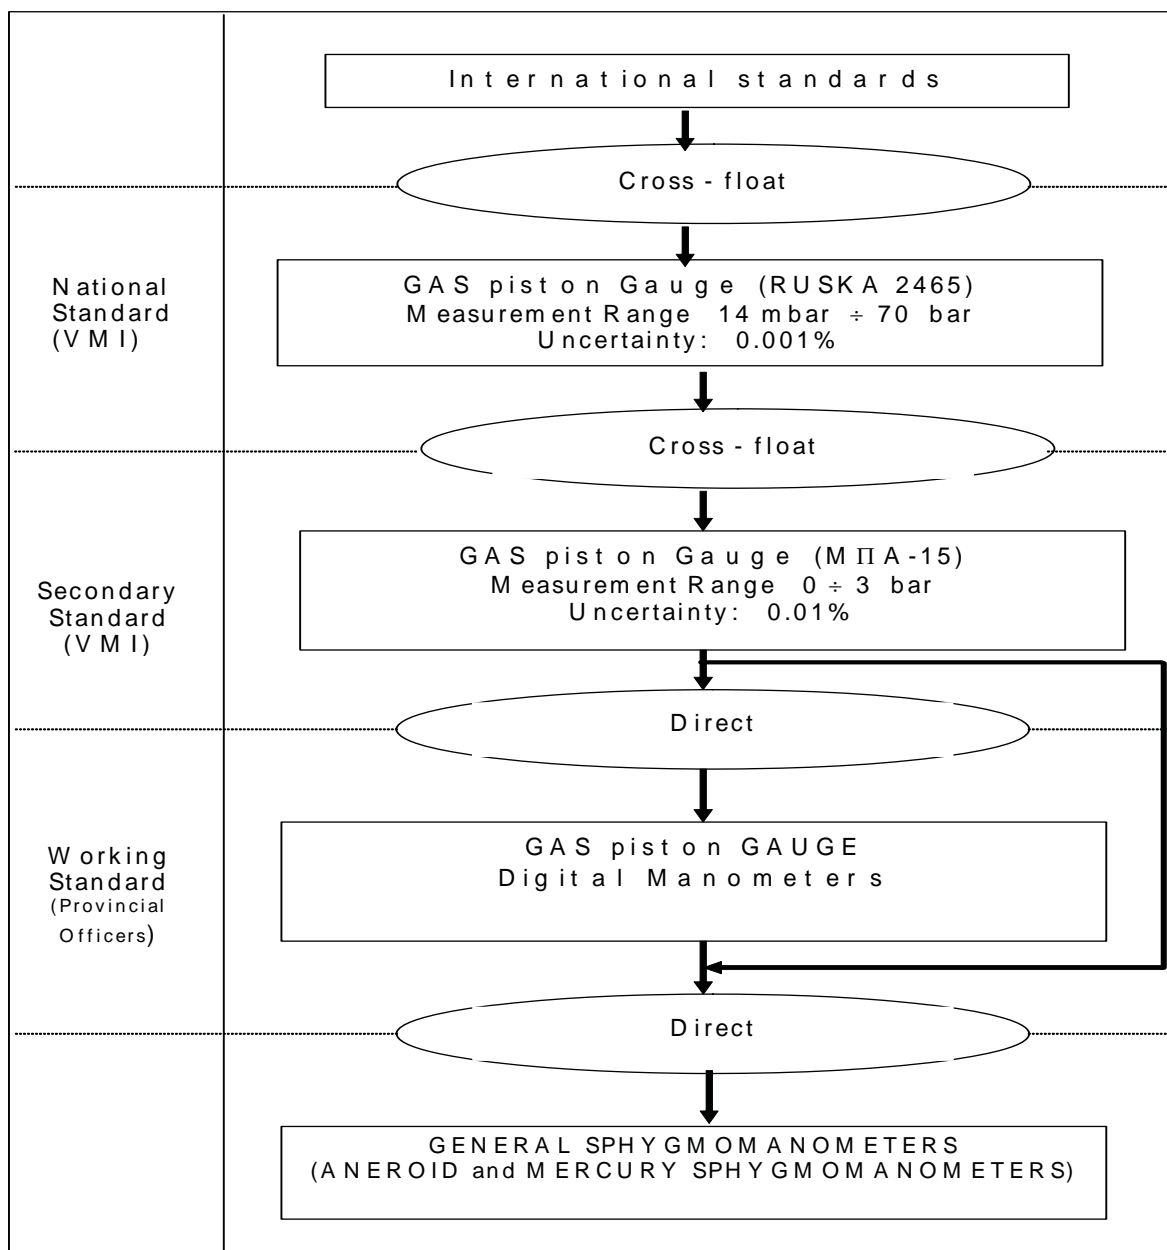 International standards
Cross - float
National
Standard
(VMI)
GAS piston Gauge (RUSKA 2465)
Measurement Range 14 mbar ÷ 70 bar
Uncertainty: 0.001%
Cross - float
Secondary
Standard
(VMI)
GAS piston Gauge (MΠA-15)
Measurement Range 0 ÷ 3 bar
Uncertainty: 0.01%
Direct
Working
Standard
(Provincial
Officers)
GAS piston GAUGE
Digital Manometers
Direct
GENERAL SPHYGMOMANOMETERS
(ANEROID and MERCURY SPHYGMOMANOMETERS)